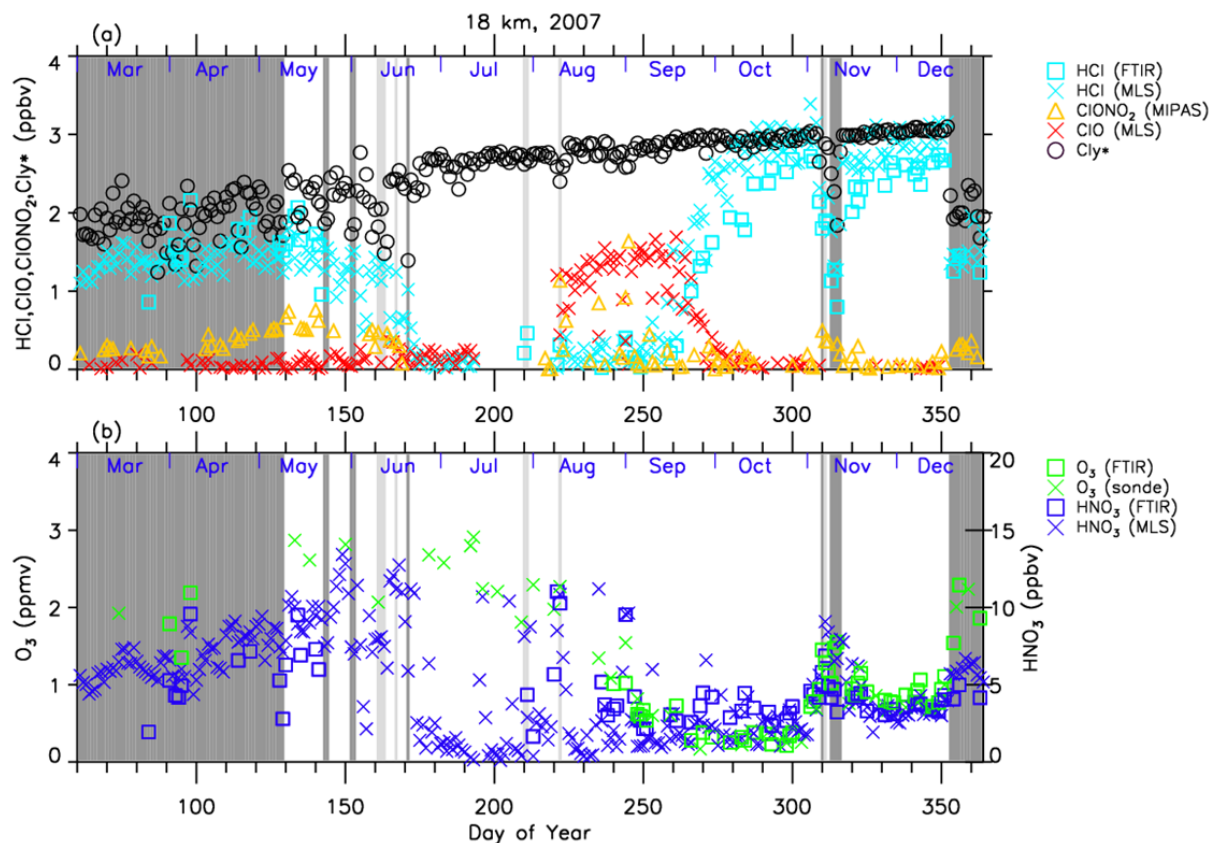 18 km, 2007
(a)
HCl,ClO,ClONO₂,Cly* (ppbv)
4
3
2
1
0
Mar Apr May Jun Jul Aug Sep Oct Nov Dec
100 150 200 250 300 350
HCl (FTIR)
HCl (MLS)
ClONO₂ (MIPAS)
ClO (MLS)
Cly*
(b)
O₃ (ppmv)
4
3
2
1
0
Mar Apr May Jun Jul Aug Sep Oct Nov Dec
20
15
10
5
0
HNO₃ (ppbv)
100 150 200 250 300 350
Day of Year
O₃ (FTIR)
O₃ (sonde)
HNO₃ (FTIR)
HNO₃ (MLS)